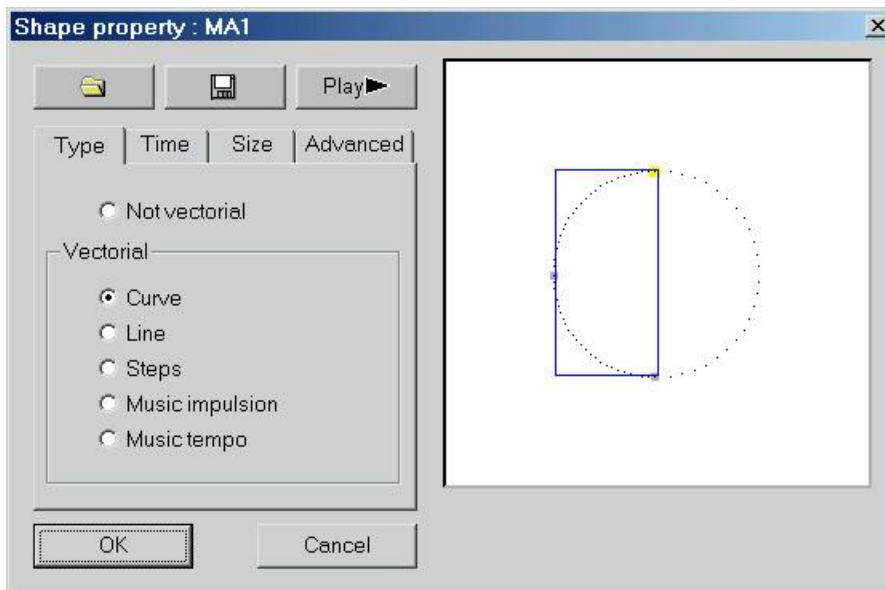 Shape property : MA1
Play
Type Time Size Advanced
Not vectorial
Vectorial
Curve
Line
Steps
Music impulsion
Music tempo
OK Cancel